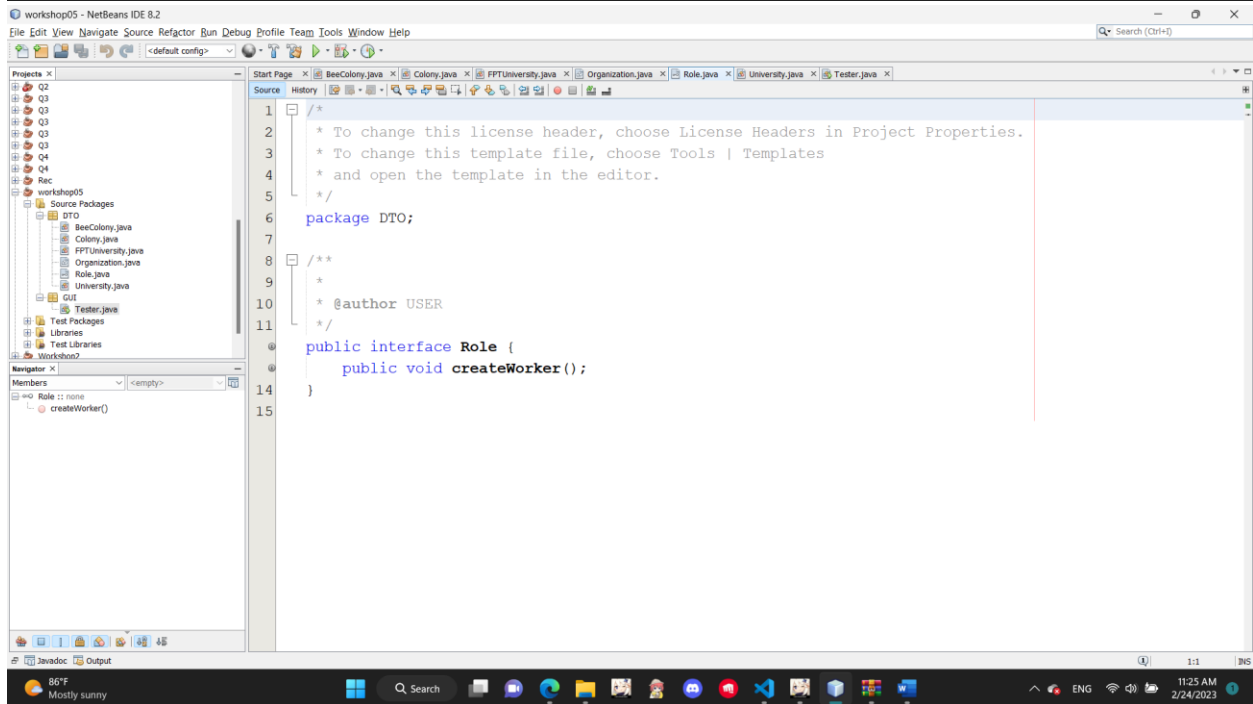 workshop05 - NetBeans IDE 8.2
File Edit View Navigate Source Refactor Run Debug Profile Team Tools Window Help
Search (Ctrl+I)
<default config>
Projects
Start Page
BeeColony.java
Colony.java
FPTUniversity.java
Organization.java
Role.java
University.java
Tester.java
Q2
Q3
Q3
Q3
Q3
Q3
Q4
Q4
Rec
workshop05
Source Packages
DTO
BeeColony.java
Colony.java
FPTUniversity.java
Organization.java
Role.java
University.java
GUI
Tester.java
Test Packages
Libraries
Test Libraries
Workshop2
Source History
1 /*
2 * To change this license header, choose License Headers in Project Properties.
3 * To change this template file, choose Tools | Templates
4 * and open the template in the editor.
5 */
6 package DTO;
7
8 /**
9 *
10 * @author USER
11 */
public interface Role {
public void createWorker();
14 }
15
Navigator
Members
<empty>
Role :: none
createWorker()
Javadoc Output
1:1
INS
86°F
Mostly sunny
Search
ENG
11:25 AM
2/24/2023
1